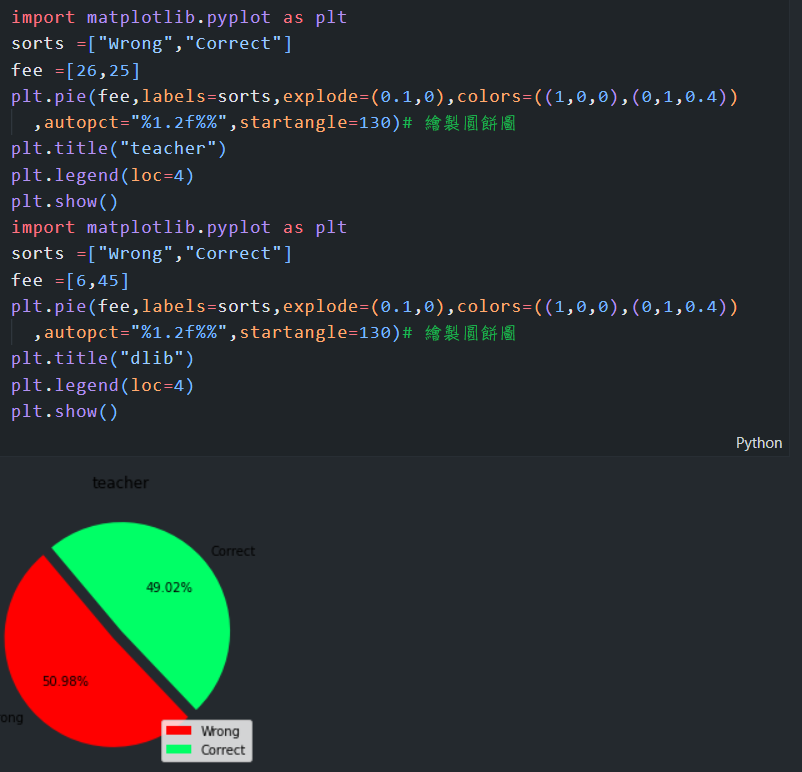 import matplotlib.pyplot as plt
sorts =["Wrong","Correct"]
fee =[26,25]
plt.pie(fee,labels=sorts,explode=(0.1,0),colors=((1,0,0),(0,1,0.4))
,autopct="%1.2f%%",startangle=130)# 繪製圓餅圖
plt.title("teacher")
plt.legend(loc=4)
plt.show()
import matplotlib.pyplot as plt
sorts =["Wrong","Correct"]
fee =[6,45]
plt.pie(fee,labels=sorts,explode=(0.1,0),colors=((1,0,0),(0,1,0.4))
,autopct="%1.2f%%",startangle=130)# 繪製圓餅圖
plt.title("dlib")
plt.legend(loc=4)
plt.show()
Python
teacher
Correct
49.02%
50.98%
ong
Wrong
Correct